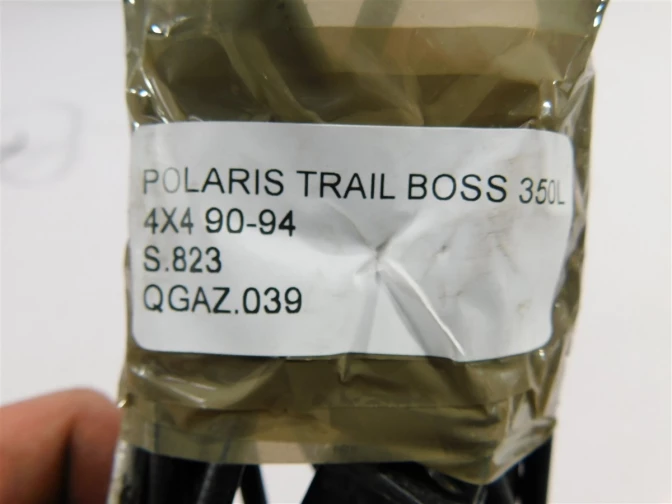 POLARIS TRAIL BOSS 350L
4X4 90-94
S.823
QGAZ.039